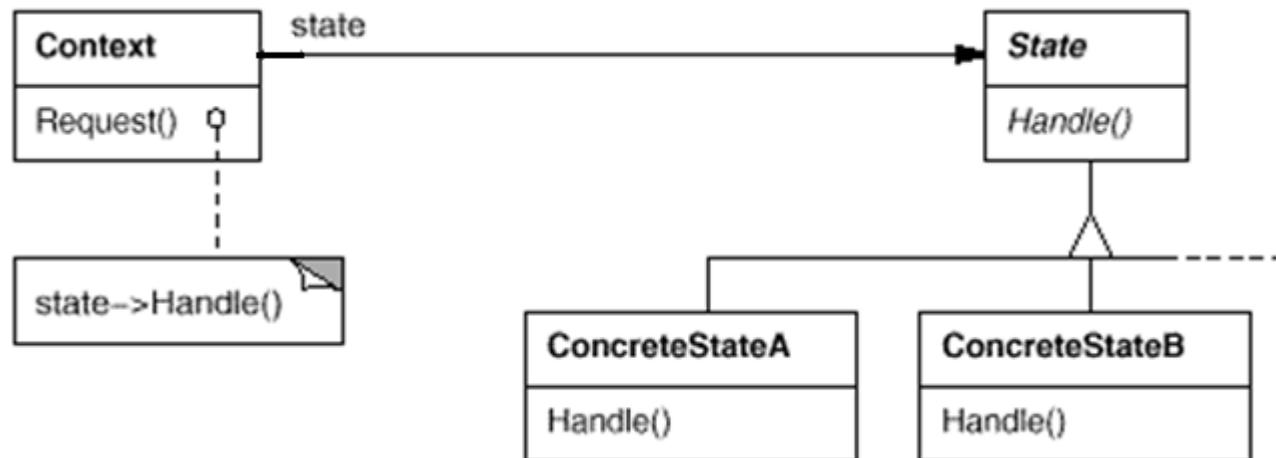 state
Context
State
Request()
Handle()
state->Handle()
ConcreteStateA
ConcreteStateB
Handle()
Handle()